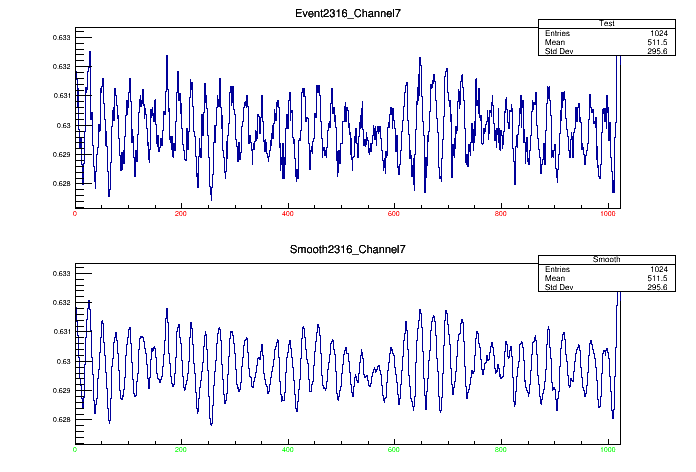 Event2316_Channel7
Test
Entries 1024
Mean 511.5
Std Dev 295.6
0.633
0.632
0.631
0.63
0.629
0.628
0 200 400 600 800 1000
Smooth2316_Channel7
Smooth
Entries 1024
Mean 511.5
Std Dev 295.6
0.633
0.632
0.631
0.63
0.629
0.628
0 200 400 600 800 1000